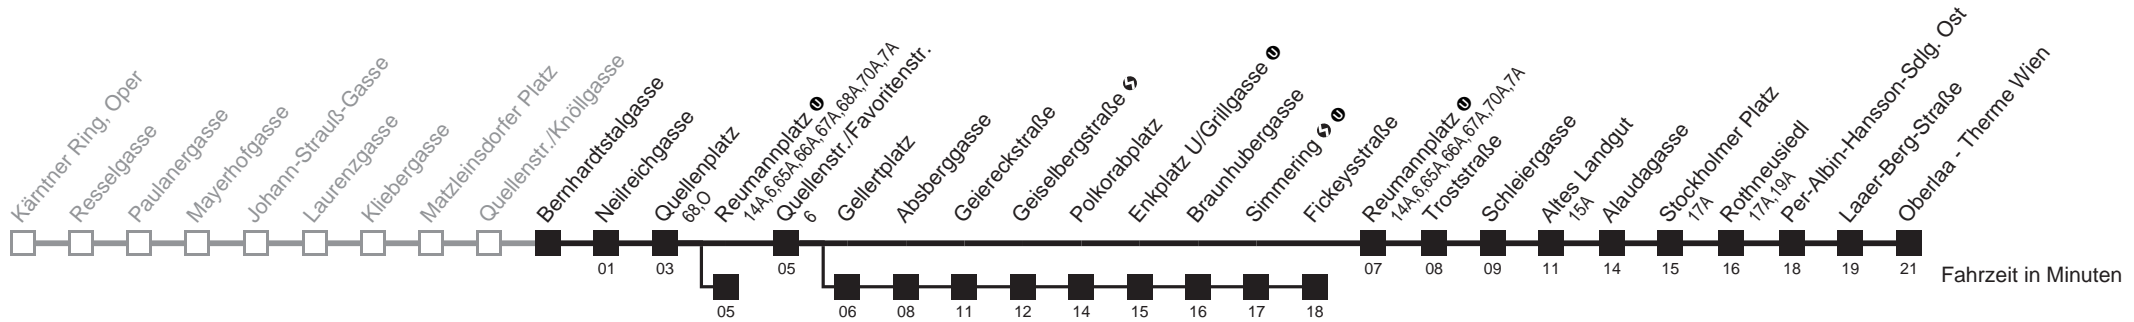 Kärntner Ring, Oper
Resselgasse
Paulanergasse
Mayerhofgasse
Johann-Strauß-Gasse
Laurenzgasse
Kliebergasse
Matzleinsdorfer Platz
Quellenstr./Knöllgasse
Bernhardtstalgasse
Neilreichgasse
Quellenplatz
68,O
Reumannplatz U
14A,6,65A,66A,67A,68A,70A,7A
Quellenstr./Favoritenstr.
6
Gellertplatz
Absberggasse
Geiereckstraße
Geiselbergstraße
Polkorabplatz
Enkplatz U/Grillgasse U
Braunhubergasse
Simmering U
Fickeysstraße
Reumannplatz U
14A,6,65A,66A,67A,70A,7A
Troststraße
Schleiergasse
Altes Landgut
15A
Alaudagasse
Stockholmer Platz
17A
Rothneusiedl
17A,19A
Per-Albin-Hansson-Sdlg. Ost
Laaer-Berg-Straße
Oberlaa - Therme Wien
01 03 05 07 08 09 11 14 15 16 18 19 21
Fahrzeit in Minuten
05 06 08 11 12 14 15 16 17 18